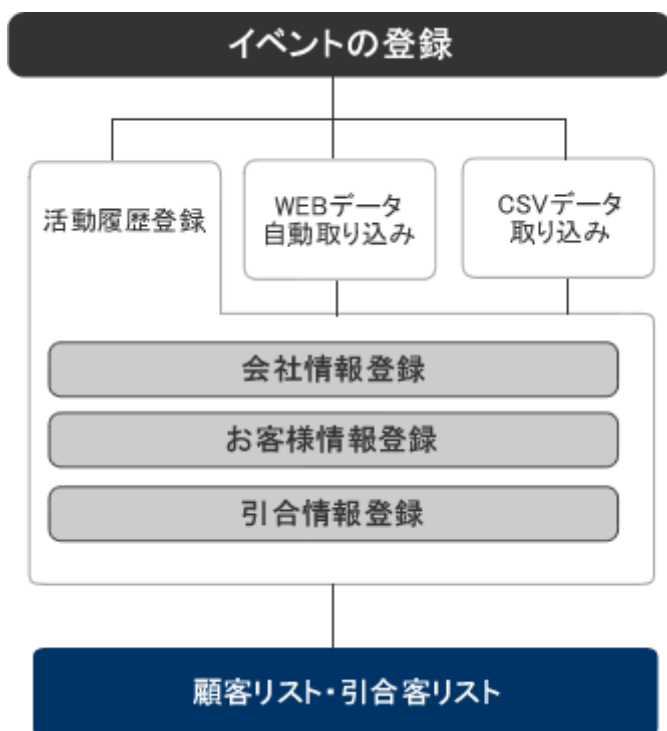 イベントの登録
活動履歴登録
WEBデータ
自動取り込み
CSVデータ
取り込み
会社情報登録
お客様情報登録
引合情報登録
顧客リスト・引合客リスト